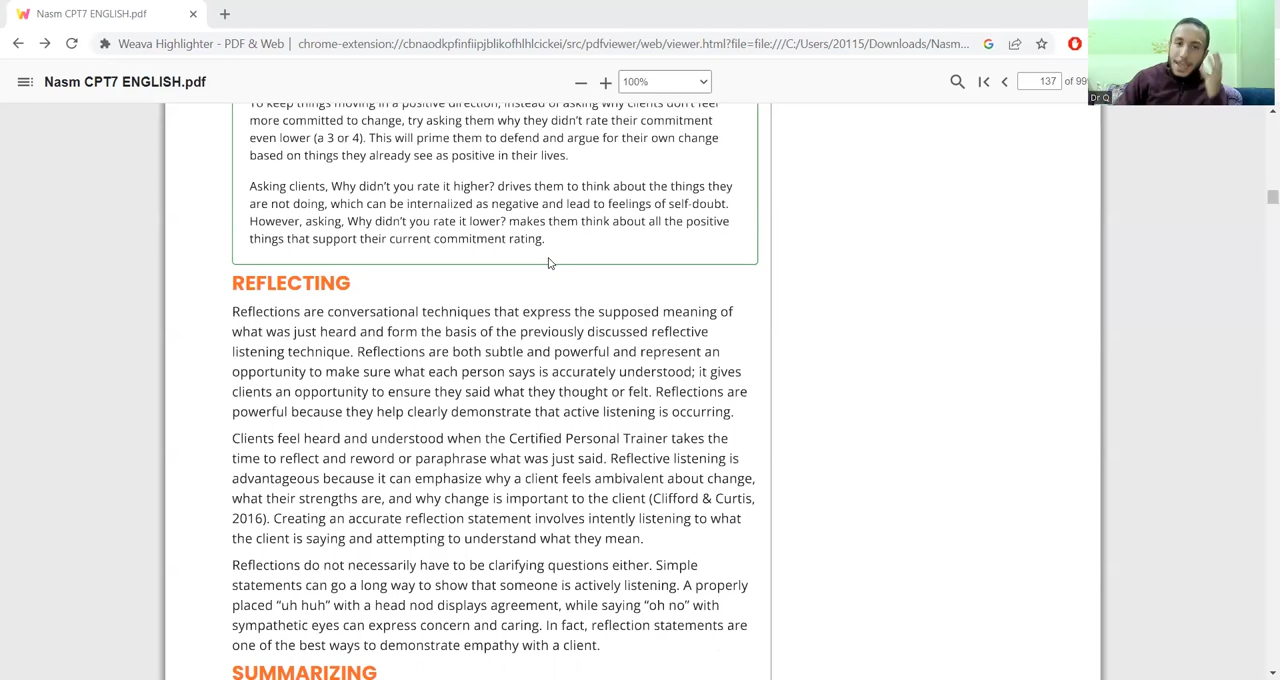 Nasm CPT7 ENGLISH.pdf
Weava Highlighter - PDF & Web | chrome-extension://cbnaodkpfinfiipjblikofhlhlcickei/src/pdfviewer/web/viewer.html?file=file:///C:/Users/20115/Downloads/Nasm...
Nasm CPT7 ENGLISH.pdf
100%
137 of 99
Dr Q
To keep things moving in a positive direction, instead of asking why clients don't feel
more committed to change, try asking them why they didn't rate their commitment
even lower (a 3 or 4). This will prime them to defend and argue for their own change
based on things they already see as positive in their lives.
Asking clients, Why didn't you rate it higher? drives them to think about the things they
are not doing, which can be internalized as negative and lead to feelings of self-doubt.
However, asking, Why didn't you rate it lower? makes them think about all the positive
things that support their current commitment rating.
REFLECTING
Reflections are conversational techniques that express the supposed meaning of
what was just heard and form the basis of the previously discussed reflective
listening technique. Reflections are both subtle and powerful and represent an
opportunity to make sure what each person says is accurately understood; it gives
clients an opportunity to ensure they said what they thought or felt. Reflections are
powerful because they help clearly demonstrate that active listening is occurring.
Clients feel heard and understood when the Certified Personal Trainer takes the
time to reflect and reword or paraphrase what was just said. Reflective listening is
advantageous because it can emphasize why a client feels ambivalent about change,
what their strengths are, and why change is important to the client (Clifford & Curtis,
2016). Creating an accurate reflection statement involves intently listening to what
the client is saying and attempting to understand what they mean.
Reflections do not necessarily have to be clarifying questions either. Simple
statements can go a long way to show that someone is actively listening. A properly
placed “uh huh” with a head nod displays agreement, while saying “oh no” with
sympathetic eyes can express concern and caring. In fact, reflection statements are
one of the best ways to demonstrate empathy with a client.
SUMMARIZING